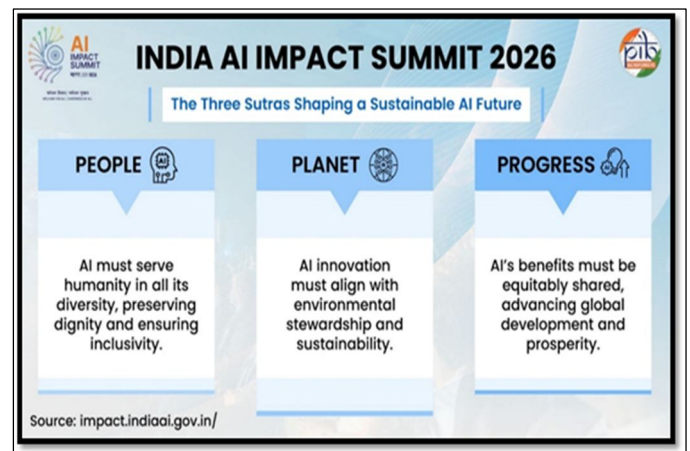 AI
IMPACT
SUMMIT
INDIA AI IMPACT SUMMIT 2026
pib
The Three Sutras Shaping a Sustainable AI Future
PEOPLE
AI
PLANET
PROGRESS
AI must serve
humanity in all its
diversity, preserving
dignity and ensuring
inclusivity.
AI innovation
must align with
environmental
stewardship and
sustainability.
AI's benefits must be
equitably shared,
advancing global
development and
prosperity.
Source: impact.indiaai.gov.in/